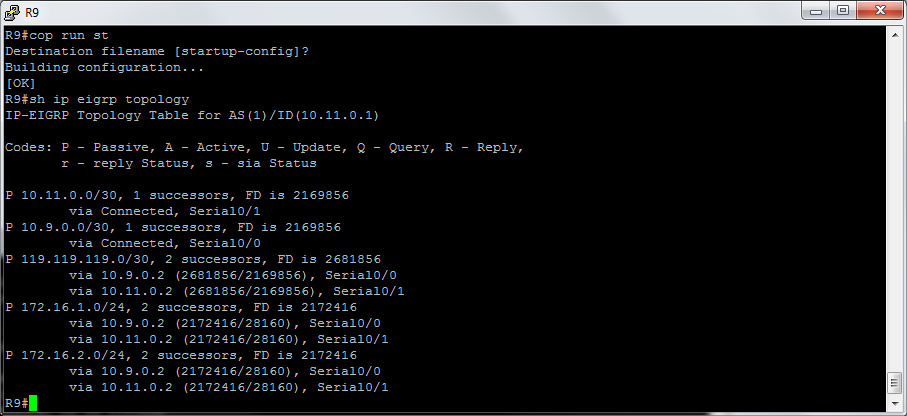 R9
R9#cop run st
Destination filename [startup-config]?
Building configuration...
[OK]
R9#sh ip eigrp topology
IP-EIGRP Topology Table for AS(1)/ID(10.11.0.1)
Codes: P - Passive, A - Active, U - Update, Q - Query, R - Reply,
       r - reply Status, s - sia Status
P 10.11.0.0/30, 1 successors, FD is 2169856
        via Connected, Serial0/1
P 10.9.0.0/30, 1 successors, FD is 2169856
        via Connected, Serial0/0
P 119.119.119.0/30, 2 successors, FD is 2681856
        via 10.9.0.2 (2681856/2169856), Serial0/0
        via 10.11.0.2 (2681856/2169856), Serial0/1
P 172.16.1.0/24, 2 successors, FD is 2172416
        via 10.9.0.2 (2172416/28160), Serial0/0
        via 10.11.0.2 (2172416/28160), Serial0/1
P 172.16.2.0/24, 2 successors, FD is 2172416
        via 10.9.0.2 (2172416/28160), Serial0/0
        via 10.11.0.2 (2172416/28160), Serial0/1
R9#